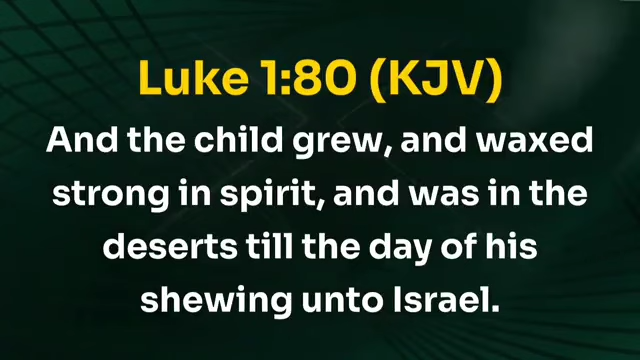 Luke 1:80 (KJV)
And the child grew, and waxed
strong in spirit, and was in the
deserts till the day of his
shewing unto Israel.